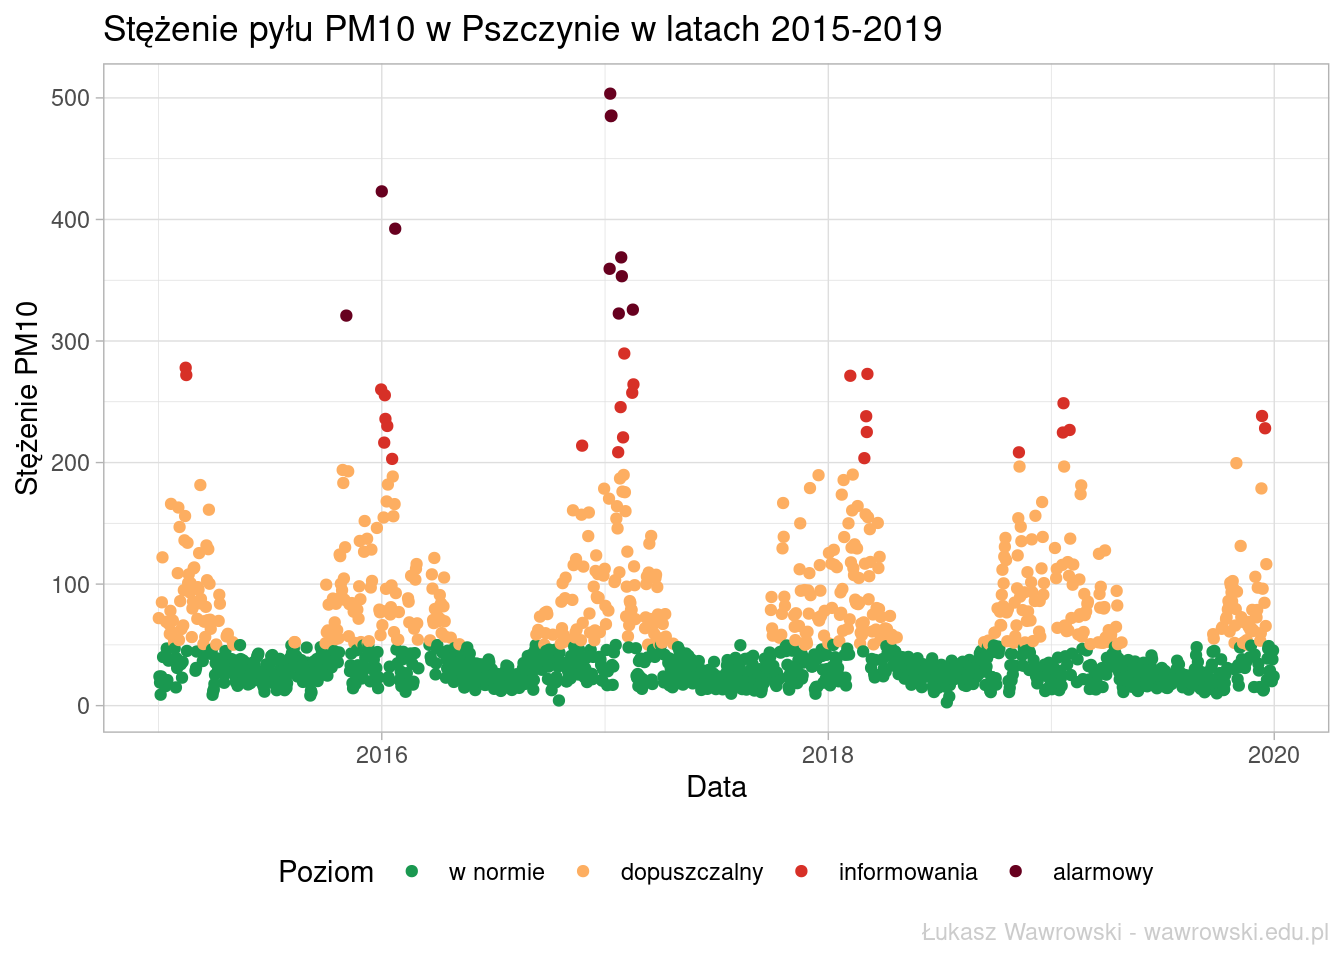 Stężenie pyłu PM10 w Pszczynie w latach 2015-2019
500
400
300
200
100
0
Stężenie PM10
2016 2018 2020
Data
Poziom w normie dopuszczalny informowania alarmowy
Łukasz Wawrowski - wawrowski.edu.pl